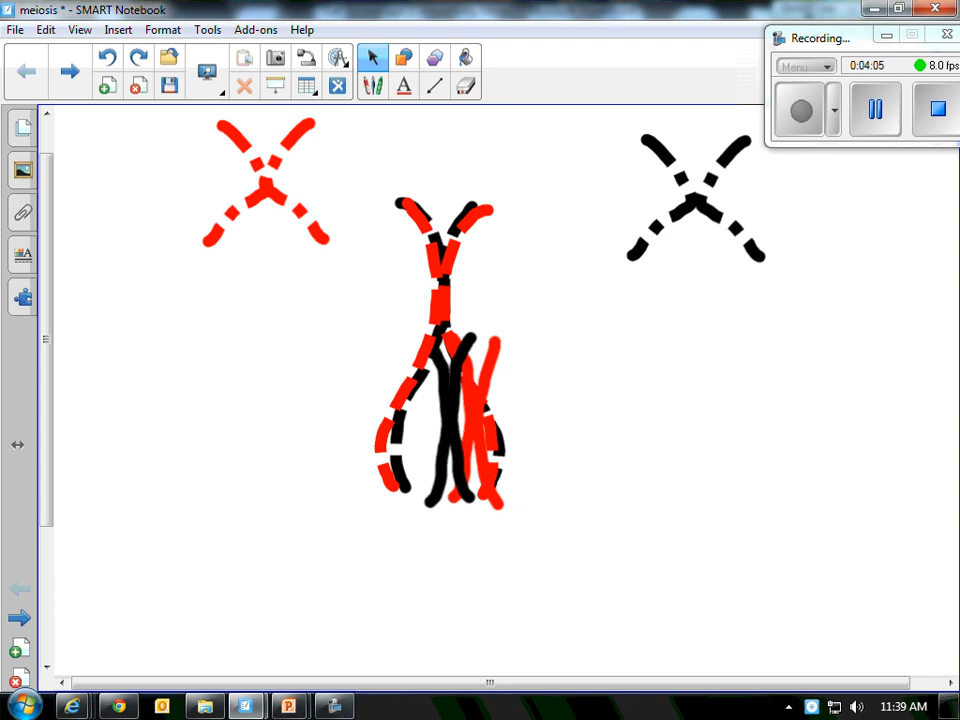 meiosis * - SMART Notebook
File Edit View Insert Format Tools Add-ons Help
Recording...
Menu 0:04:05 8.0 fps
11:39 AM